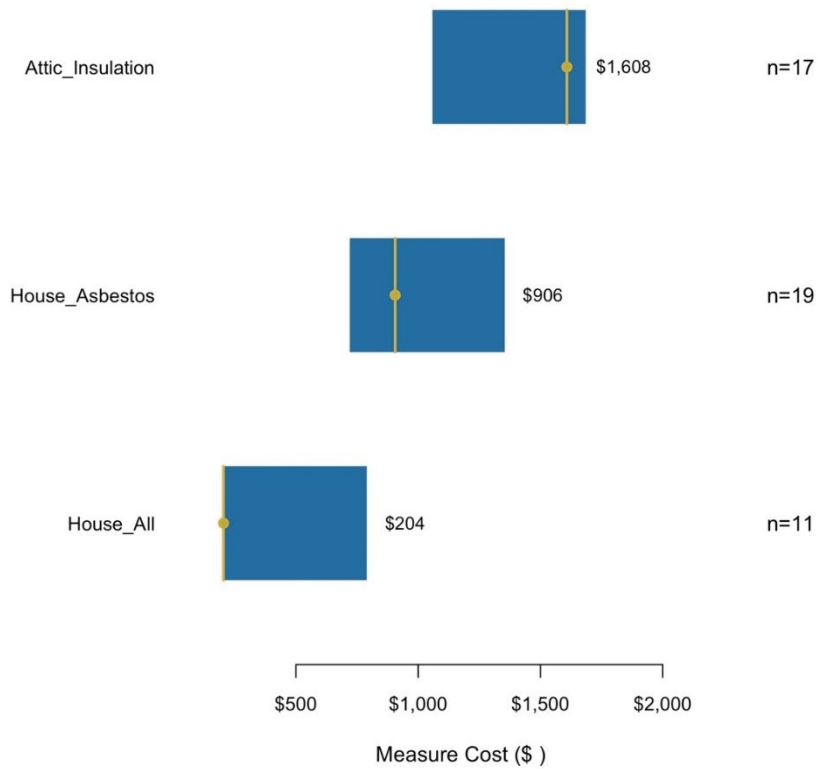 Attic_Insulation $1,608 n=17
House_Asbestos $906 n=19
House_All $204 n=11
$500 $1,000 $1,500 $2,000
Measure Cost ($ )